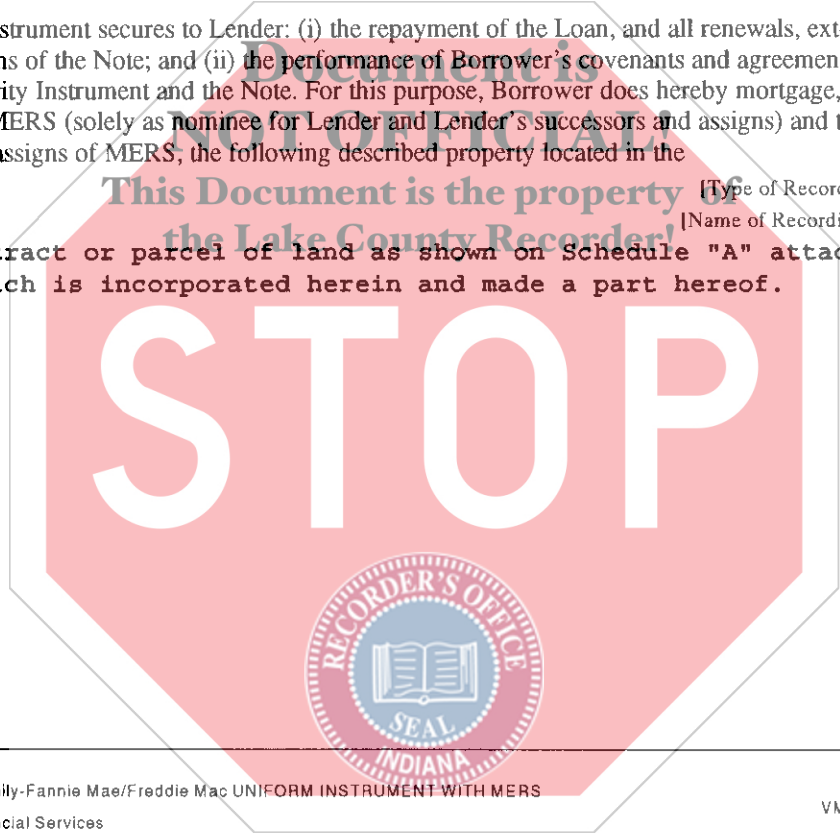 strument secures to Lender: (i) the repayment of the Loan, and all renewals, ext
ns of the Note; and (ii) the performance of Borrower's covenants and agreemen
ity Instrument and the Note. For this purpose, Borrower does hereby mortgage,
MERS (solely as nominee for Lender and Lender's successors and assigns) and t
assigns of MERS, the following described property located in the
Document is
NOT OFFICIAL!
This Document is the property of
the Lake County Recorder!
[Type of Recor
[Name of Recordi
ract or parcel of land as shown on Schedule "A" attac
ch is incorporated herein and made a part hereof.
STOP
RECORDER'S OFFICE
SEAL
INDIANA
ily-Fannie Mae/Freddie Mac UNIFORM INSTRUMENT WITH MERS
VM
cial Services